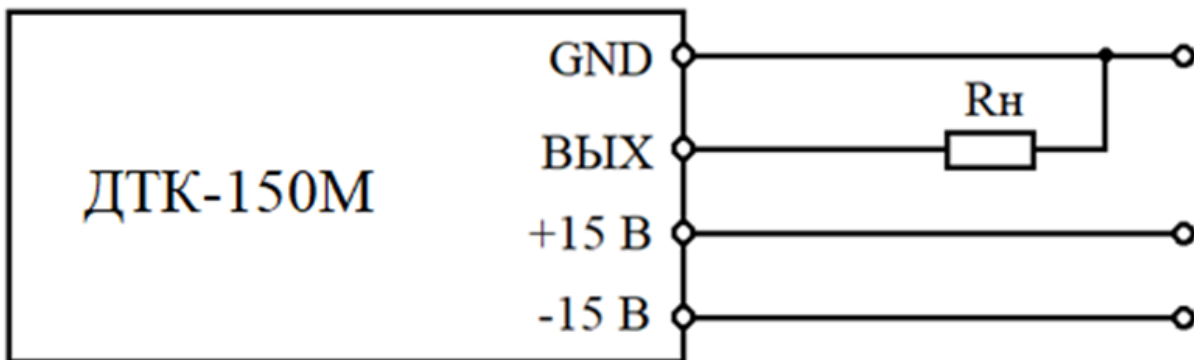 GND
Rн
ВЫХ
ДТК-150М
+15 В
-15 В